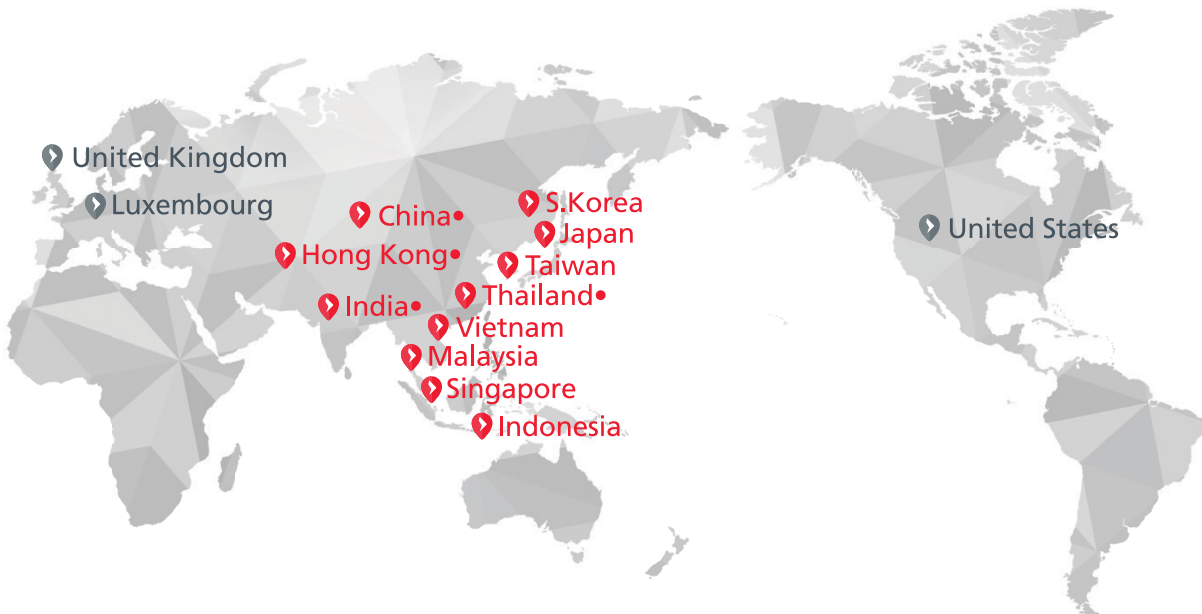 United Kingdom
Luxembourg
China•
Hong Kong•
India•
S.Korea
Japan
Taiwan
Thailand•
Vietnam
Malaysia
Singapore
Indonesia
United States